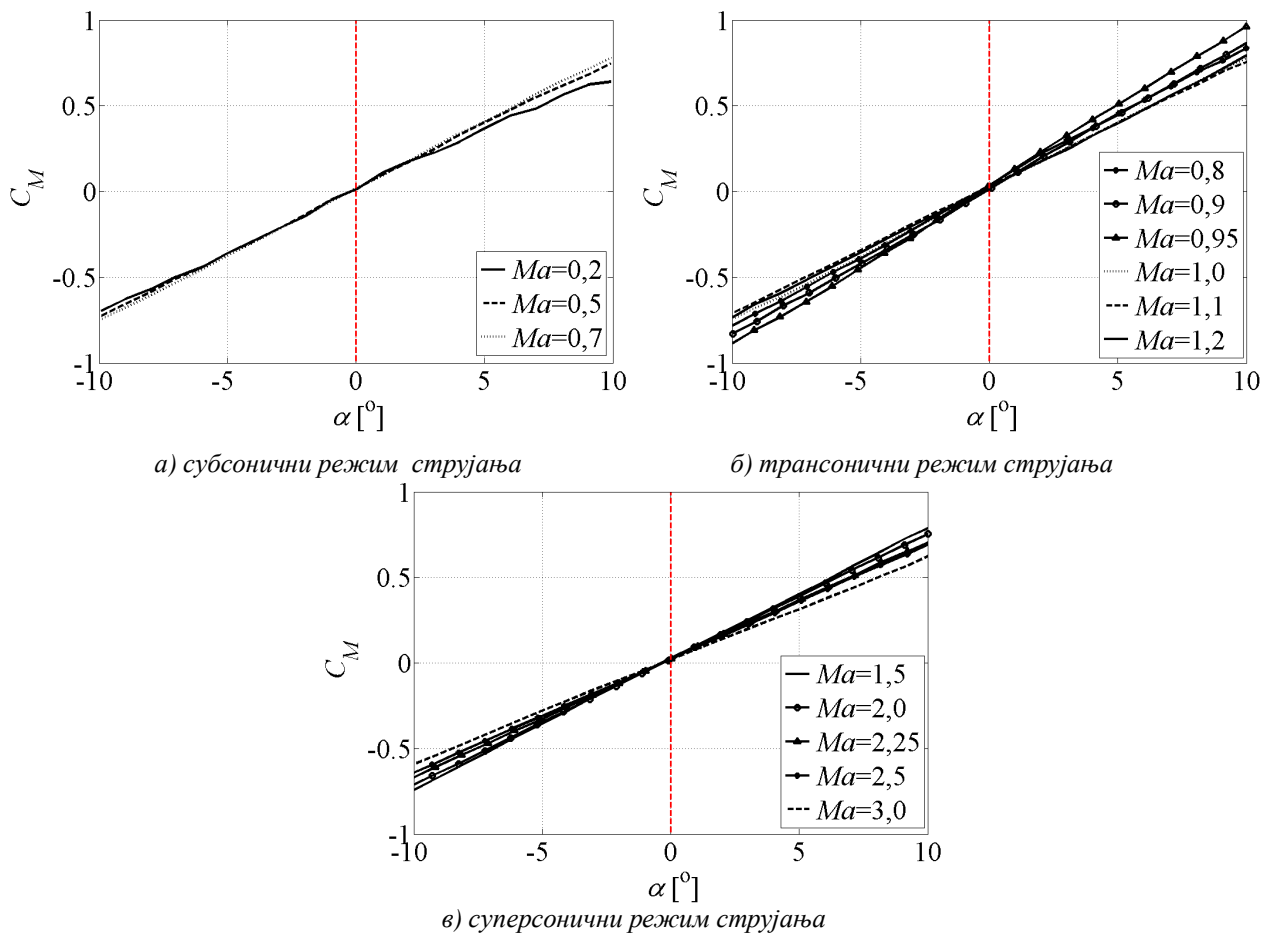 1
0.5
0
-0.5
-1
C_M
-10
-5
0
5
10
α [°]
Ma=0,2
Ma=0,5
Ma=0,7
а) субсонични режим струјања
1
0.5
0
-0.5
-1
C_M
-10
-5
0
5
10
α [°]
Ma=0,8
Ma=0,9
Ma=0,95
Ma=1,0
Ma=1,1
Ma=1,2
б) трансонични режим струјања
1
0.5
0
-0.5
-1
C_M
-10
-5
0
5
10
α [°]
Ma=1,5
Ma=2,0
Ma=2,25
Ma=2,5
Ma=3,0
в) суперсонични режим струјања